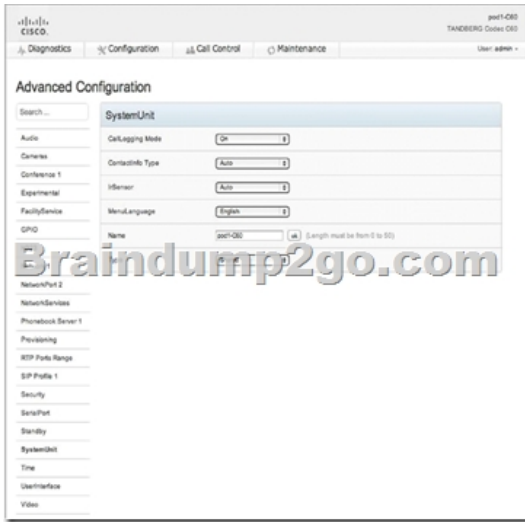 CISCO.
pod1-C60
TANDBERG Codec C60
Diagnostics
Configuration
Call Control
Maintenance
User: admin
Advanced Configuration
Search...
SystemUnit
Audio
CallLogging Mode
On
Cameras
ContactInfo Type
Auto
Conference 1
Experimental
IrSensor
Auto
FacilityService
MenuLanguage
English
GPIO
Name
pod1-C60
ok
(Length must be from 0 to 50)
Braindump2go.com
NetworkPort 2
NetworkServices
Phonebook Server 1
Provisioning
RTP Ports Range
SIP Profile 1
Security
SerialPort
Standby
SystemUnit
Time
UserInterface
Video